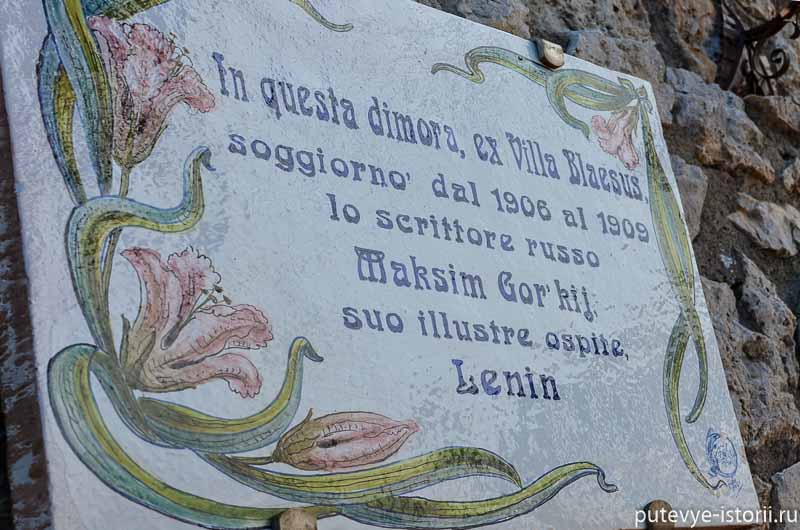 In questa dimora, ex Villa Blaesus,
soggiorno' dal 1906 al 1909
lo scrittore russo
Maksim Gor'kij,
suo illustre ospite,
Lenin
putevye-istorii.ru